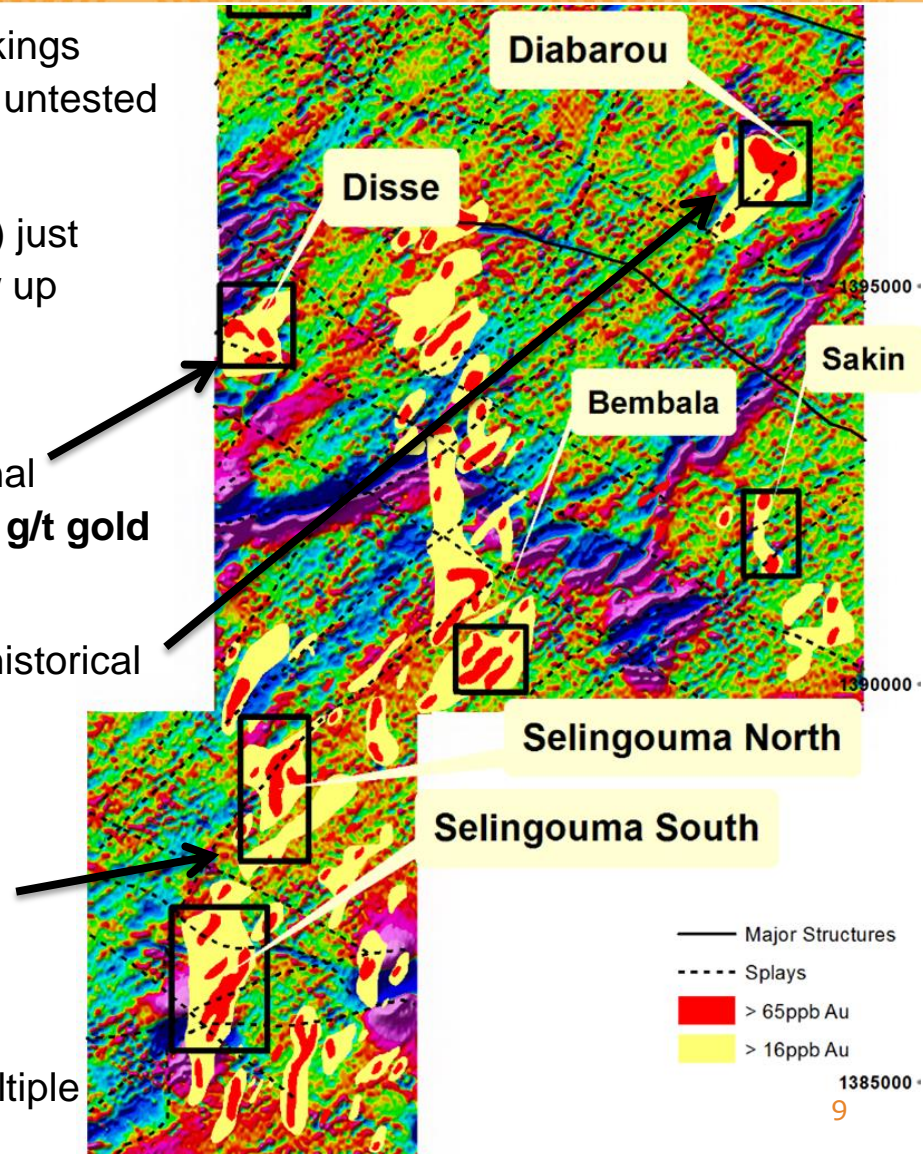 kings
untested
) just
up
nal
g/t gold
historical
ltiple
Diabarou
Disse
1395000
Sakin
Bembala
1390000
Selingouma North
Selingouma South
Major Structures
Splays
> 65ppb Au
> 16ppb Au
1385000
9